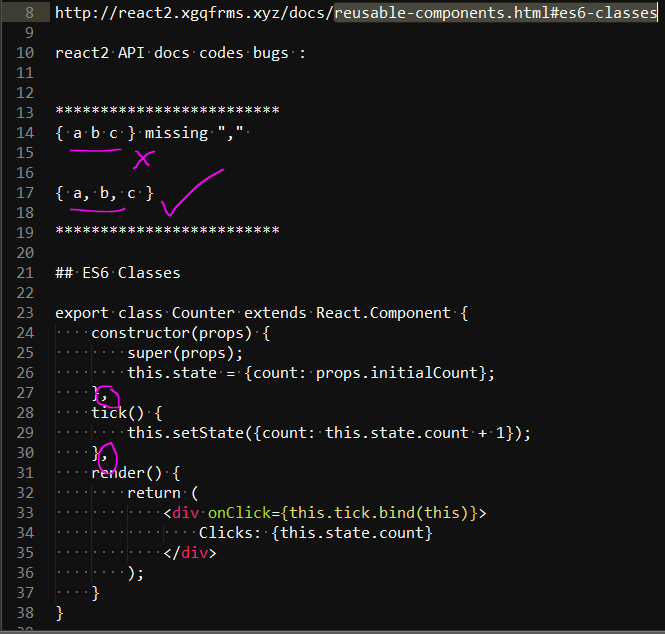 8 http://react2.xgqfrms.xyz/docs/reusable-components.html#es6-classes
9
10 react2 API docs codes bugs :
11
12
13 *************************
14 { a b c } missing ","
15
16
17 { a, b, c }
18
19 *************************
20
21 ## ES6 Classes
22
23 export class Counter extends React.Component {
24     constructor(props) {
25         super(props);
26         this.state = {count: props.initialCount};
27     },
28     tick() {
29         this.setState({count: this.state.count + 1});
30     },
31     render() {
32         return (
33             <div onClick={this.tick.bind(this)}>
34                 Clicks: {this.state.count}
35             </div>
36         );
37     }
38 }